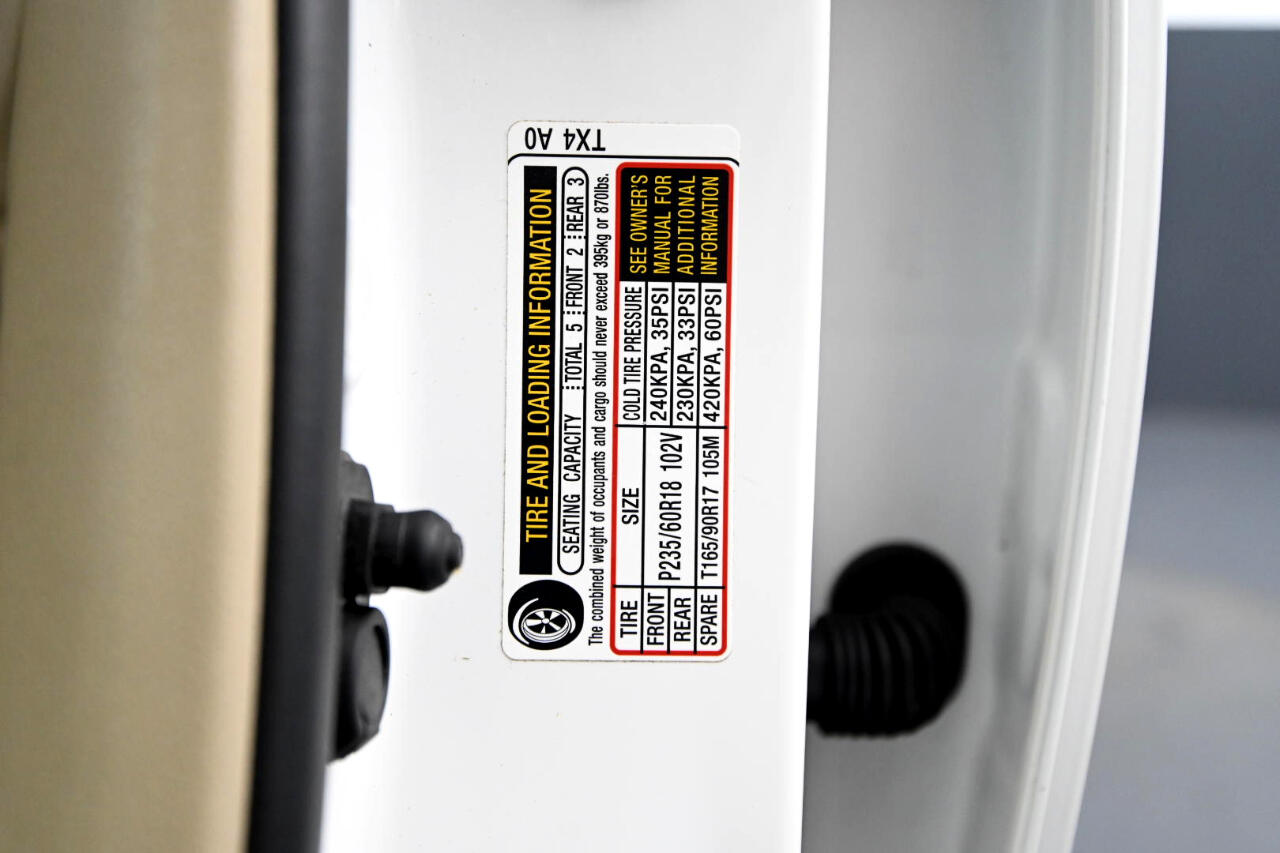 TX4 A0
TIRE AND LOADING INFORMATION
SEATING CAPACITY TOTAL 5 FRONT 2 REAR 3
The combined weight of occupants and cargo should never exceed 395kg or 870lbs.
TIRE SIZE COLD TIRE PRESSURE
FRONT P235/60R18 102V 240KPA, 35PSI
REAR 230KPA, 33PSI
SPARE T165/90R17 105M 420KPA, 60PSI
SEE OWNER'S
MANUAL FOR
ADDITIONAL
INFORMATION